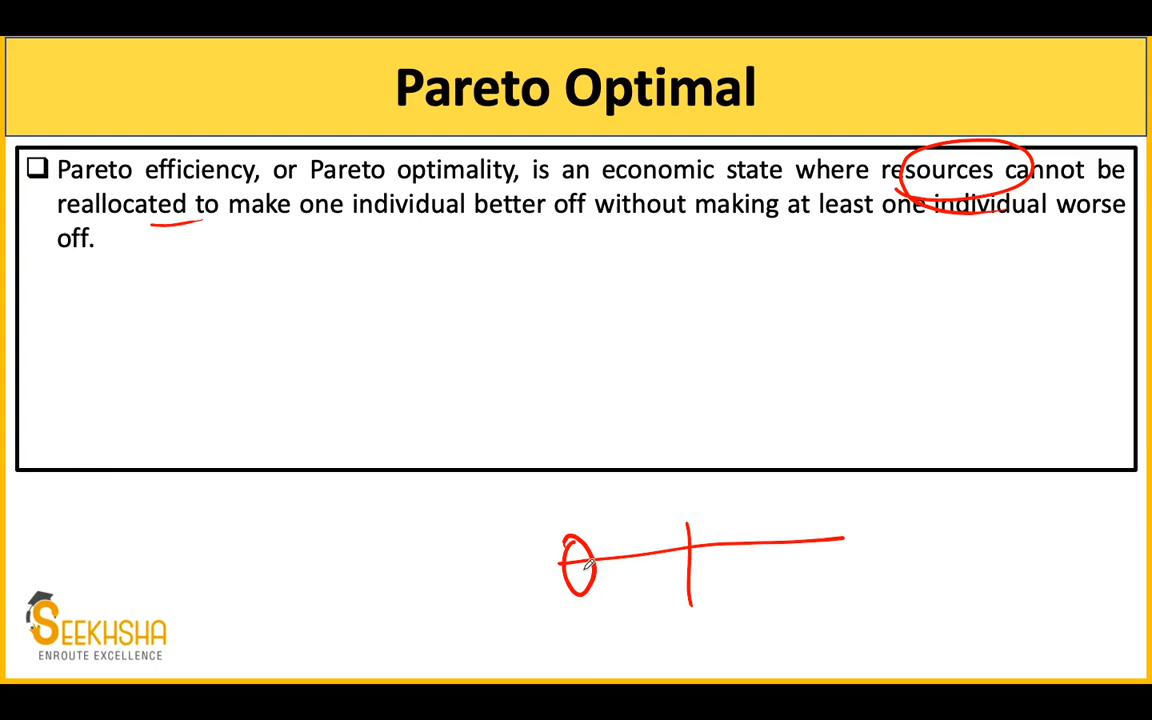 Pareto Optimal
❑ Pareto efficiency, or Pareto optimality, is an economic state where resources cannot be
reallocated to make one individual better off without making at least one individual worse
off.
SEEKHSHA
ENROUTE EXCELLENCE